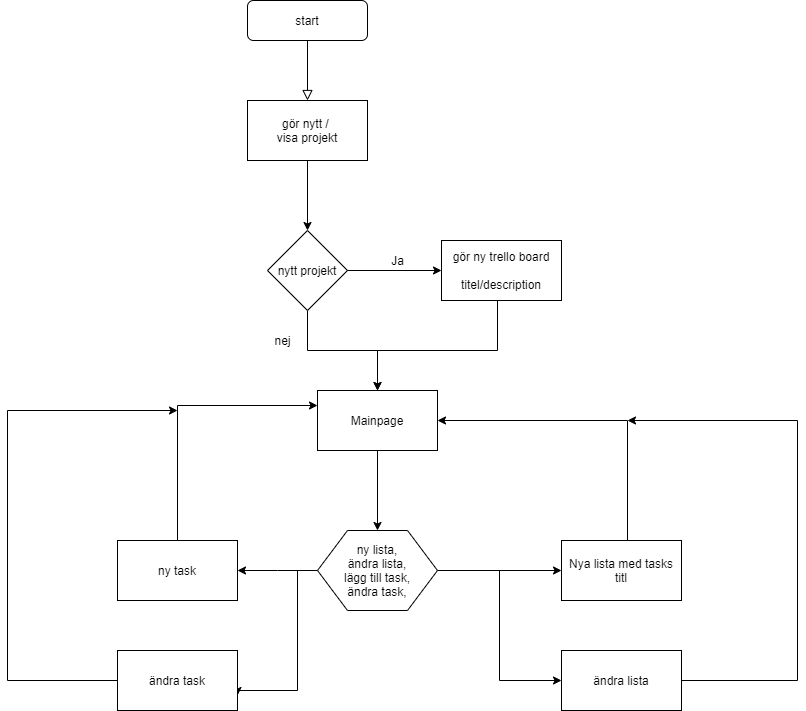 start
gör nytt /
visa projekt
nytt projekt
Ja
gör ny trello board
titel/description
nej
Mainpage
ny task
ny lista,
ändra lista,
lägg till task,
ändra task,
Nya lista med tasks
titl
ändra task
ändra lista